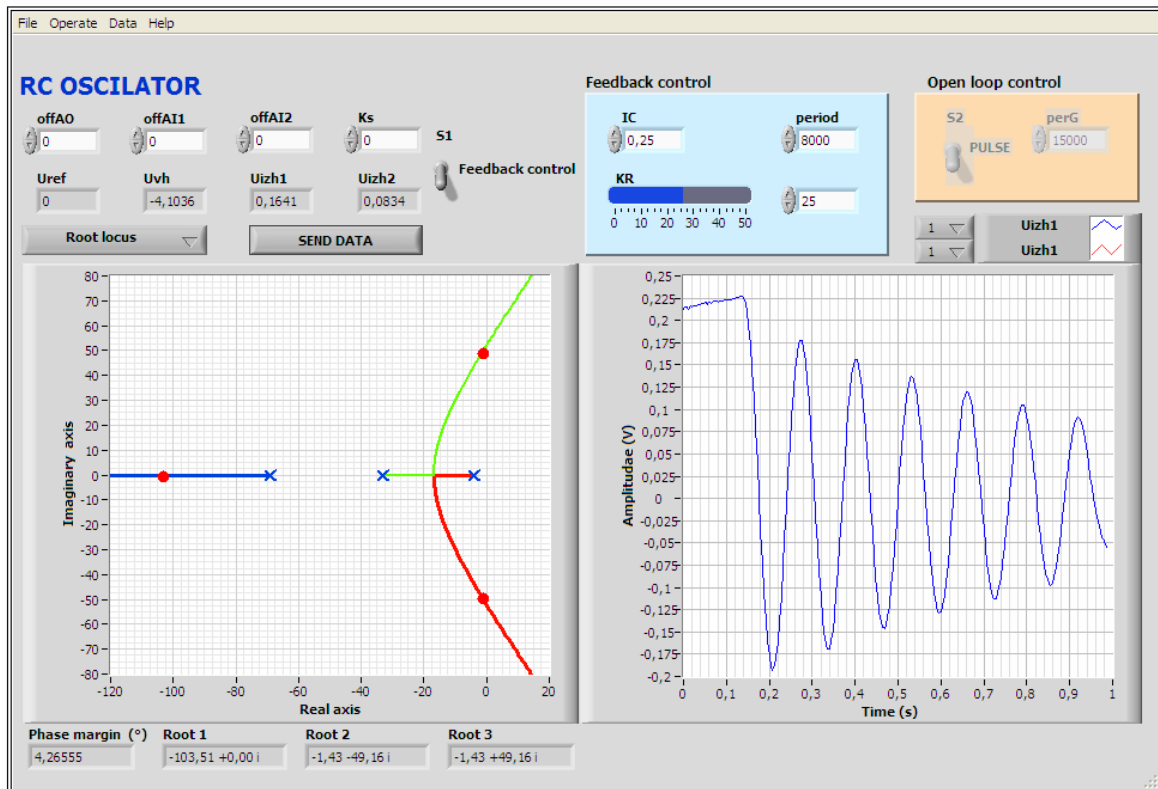 File Operate Data Help
RC OSCILATOR
Feedback control
Open loop control
offAO offAI1 offAI2 Ks
0 0 0 0
S1
Feedback control
Uref Uvh Uizh1 Uizh2
0 -4,1036 0,1641 0,0834
Root locus SEND DATA
IC period
0,25 8000
KR
25
0 10 20 30 40 50
S2 perG
PULSE 15000
1 Uizh1
1 Uizh1
80
70
60
50
40
30
20
10
0
-10
-20
-30
-40
-50
-60
-70
-80
Imaginary axis
-120 -100 -80 -60 -40 -20 0 20
Real axis
0,25
0,225
0,2
0,175
0,15
0,125
0,1
0,075
0,05
0,025
0
-0,025
-0,05
-0,075
-0,1
-0,125
-0,15
-0,175
-0,2
Amplitudae (V)
0 0,1 0,2 0,3 0,4 0,5 0,6 0,7 0,8 0,9 1
Time (s)
Phase margin (°) Root 1 Root 2 Root 3
4,26555 -103,51 +0,00 i -1,43 -49,16 i -1,43 +49,16 i